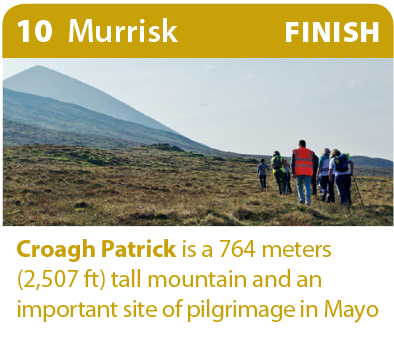 10 Murrisk FINISH
Croagh Patrick is a 764 meters
(2,507 ft) tall mountain and an
important site of pilgrimage in Mayo